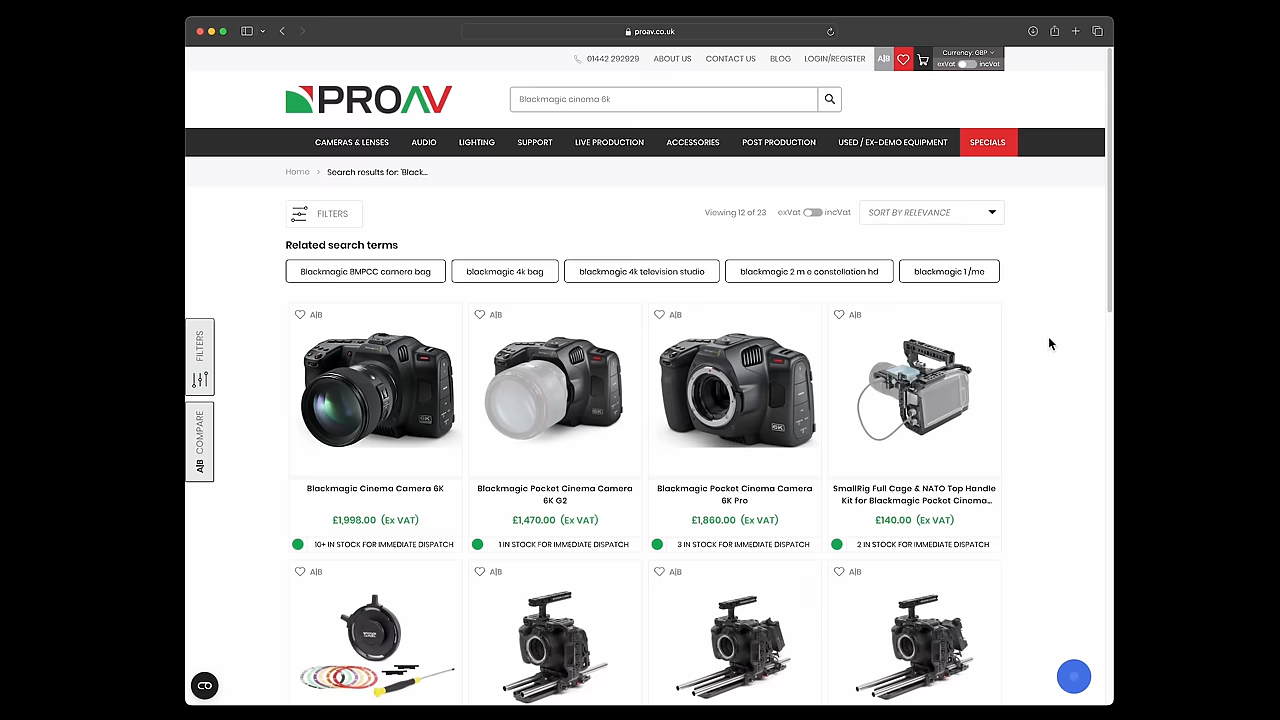 proav.co.uk
01442 292929
ABOUT US
CONTACT US
BLOG
LOGIN/REGISTER
A|B
Currency: GBP
exVat
incVat
PROAV
Blackmagic cinema 6k
CAMERAS & LENSES
AUDIO
LIGHTING
SUPPORT
LIVE PRODUCTION
ACCESSORIES
POST PRODUCTION
USED / EX-DEMO EQUIPMENT
SPECIALS
Home
Search results for: 'Black...
FILTERS
Viewing 12 of 23
exVat
incVat
SORT BY RELEVANCE
Related search terms
Blackmagic BMPCC camera bag
blackmagic 4k bag
blackmagic 4k television studio
blackmagic 2 m e constellation hd
blackmagic 1 /me
FILTERS
A|B COMPARE
A|B
6K
Blackmagic Cinema Camera 6K
£1,998.00 (Ex VAT)
10+ IN STOCK FOR IMMEDIATE DISPATCH
A|B
6K
Blackmagic Pocket Cinema Camera
6K G2
£1,470.00 (Ex VAT)
1 IN STOCK FOR IMMEDIATE DISPATCH
A|B
6K
Blackmagic Pocket Cinema Camera
6K Pro
£1,860.00 (Ex VAT)
3 IN STOCK FOR IMMEDIATE DISPATCH
A|B
SmallRig Full Cage & NATO Top Handle
Kit for Blackmagic Pocket Cinema...
£140.00 (Ex VAT)
2 IN STOCK FOR IMMEDIATE DISPATCH
A|B
A|B
A|B
A|B